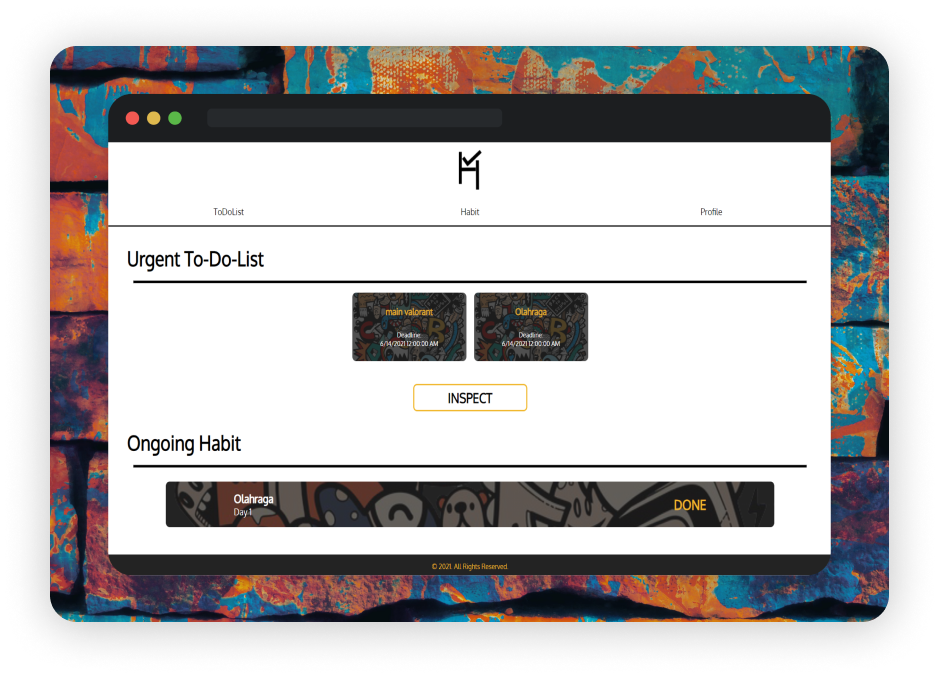 ToDoList Habit Profile
Urgent To-Do-List
main valorant
Deadline:
6/14/2021 12:00:00 AM
Olahraga
Deadline:
6/14/2021 12:00:00 AM
INSPECT
Ongoing Habit
Olahraga
Day 1
DONE
© 2021. All Rights Reserved.